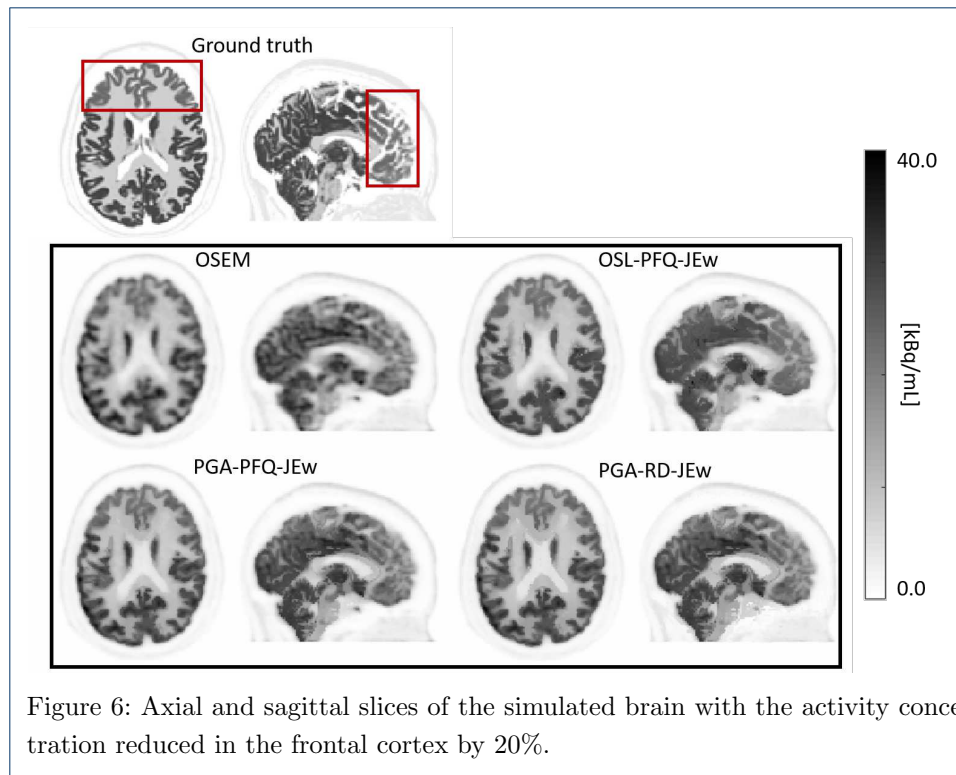 Ground truth
40.0
OSEM
OSL-PFQ-JEw
[kBq/mL]
PGA-PFQ-JEw
PGA-RD-JEw
0.0
Figure 6: Axial and sagittal slices of the simulated brain with the activity conce
tration reduced in the frontal cortex by 20%.